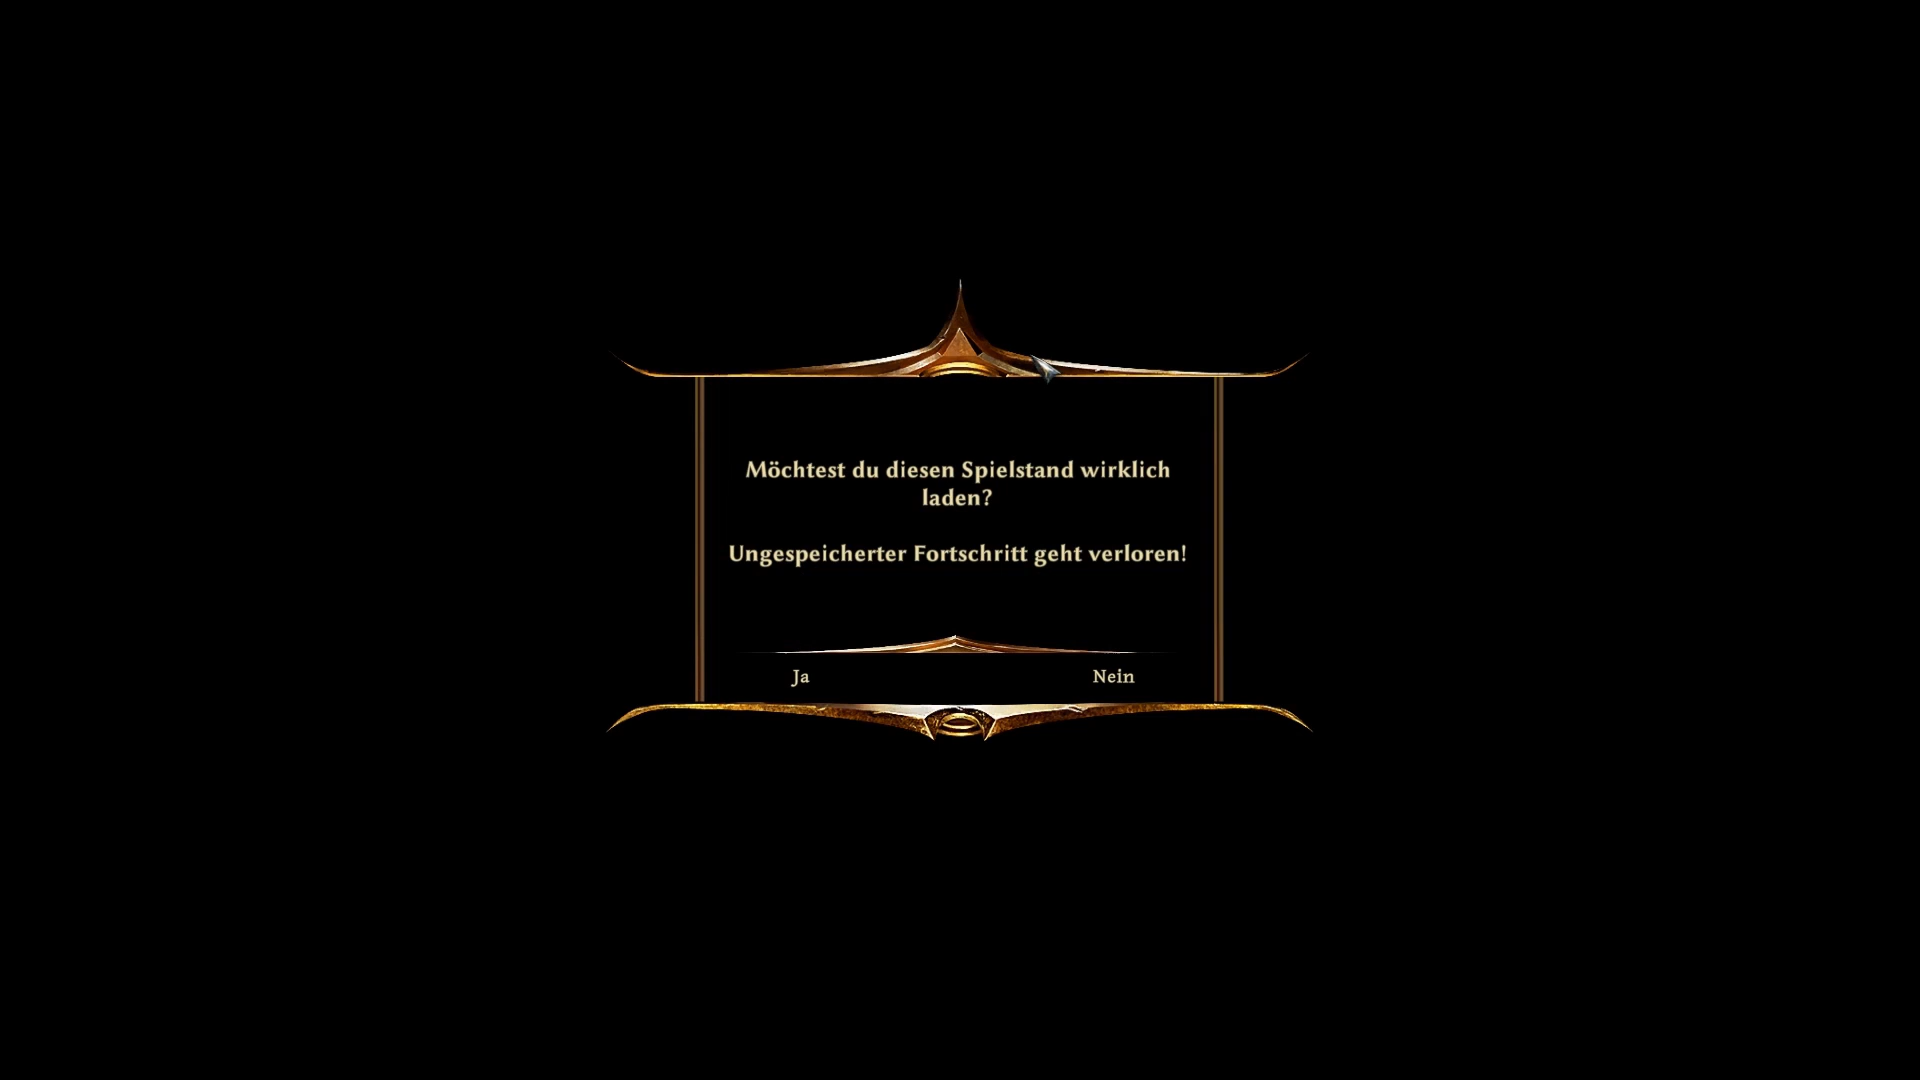 Möchtest du diesen Spielstand wirklich
laden?
Ungespeicherter Fortschritt geht verloren!
Ja
Nein